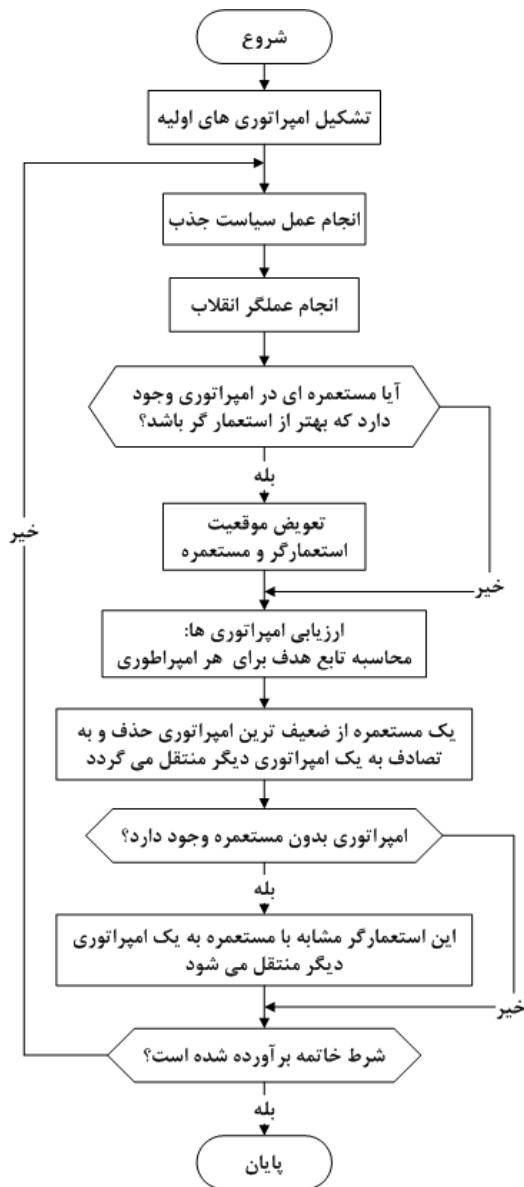 شروع
تشکیل امپراتوری های اولیه
انجام عمل سیاست جذب
انجام عملگر انقلاب
آیا مستعمره ای در امپراتوری وجود
دارد که بهتر از استعمار گر باشد؟
بله
خیر
تعویض موقعیت
استعمارگر و مستعمره
خیر
ارزیابی امپراتوری ها:
محاسبه تابع هدف برای هر امپراطوری
یک مستعمره از ضعیف ترین امپراتوری حذف و به
تصادف به یک امپراتوری دیگر منتقل می گردد
امپراتوری بدون مستعمره وجود دارد؟
بله
این استعمارگر مشابه با مستعمره به یک امپراتوری
دیگر منتقل می شود
خیر
شرط خاتمه برآورده شده است؟
بله
پایان